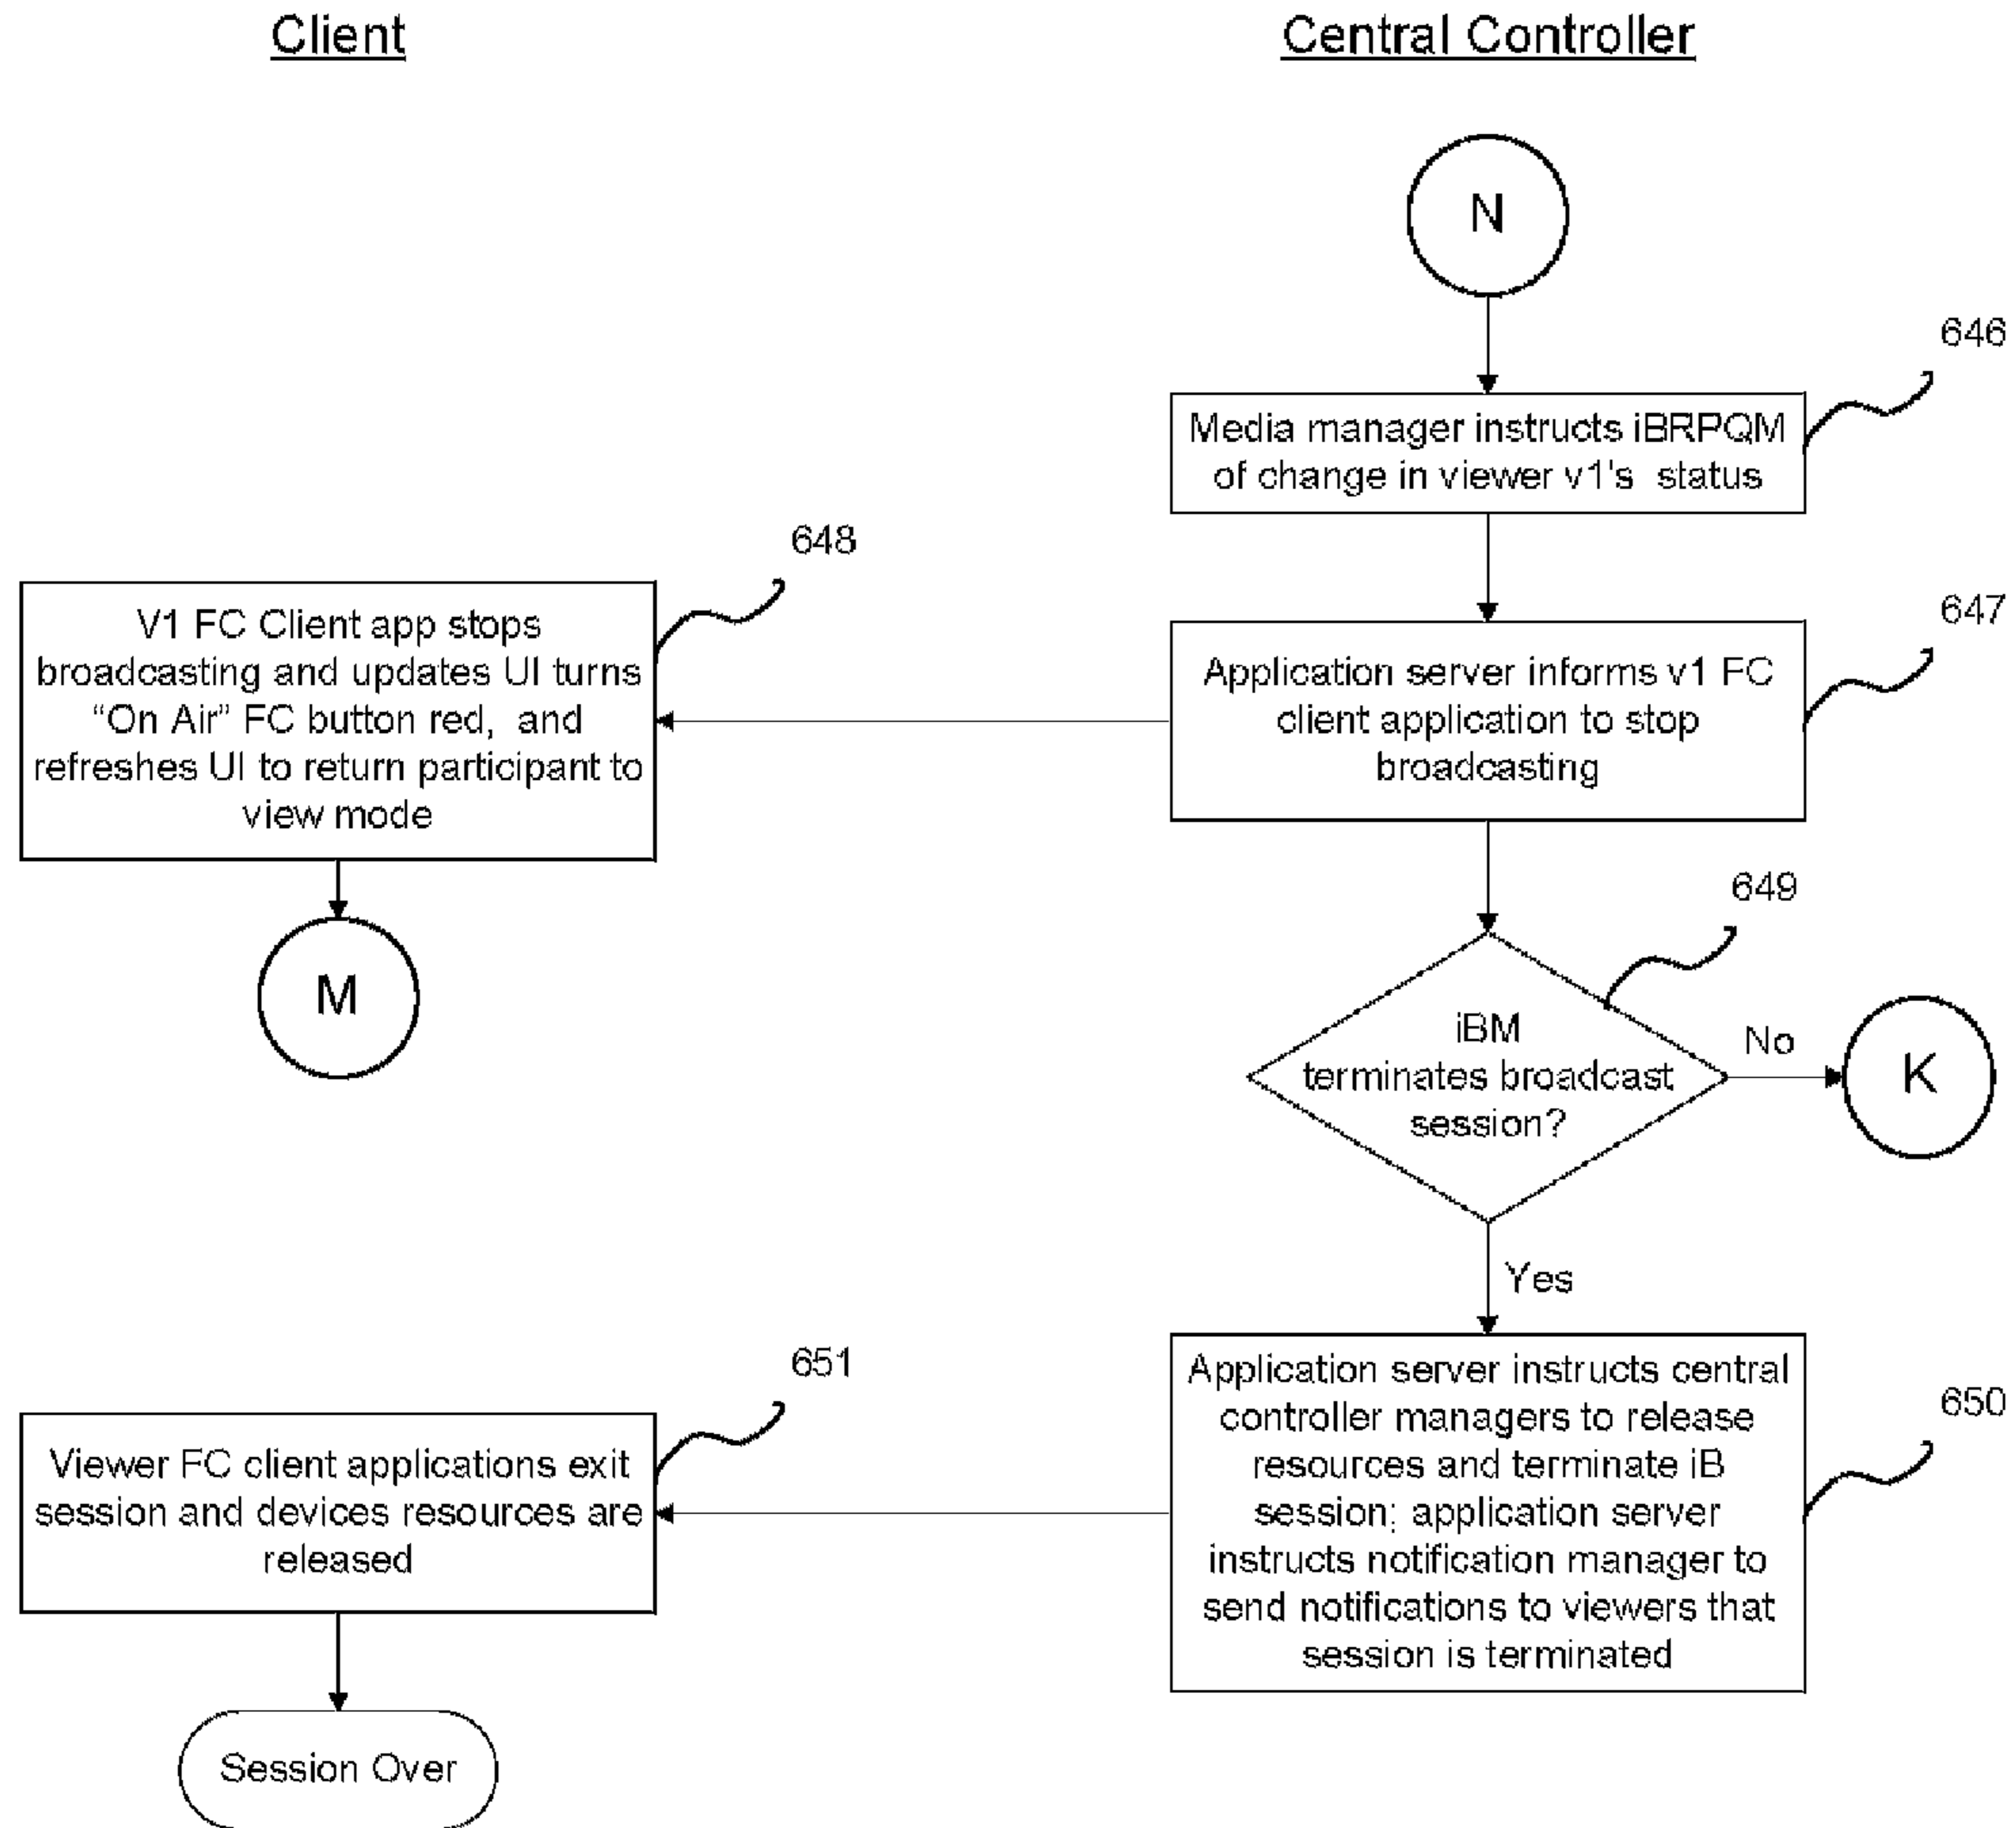 Client
Central Controller
N
646
Media manager instructs iBRPQM
of change in viewer v1's status
648
647
V1 FC Client app stops
broadcasting and updates UI turns
“On Air” FC button red, and
refreshes UI to return participant to
view mode
Application server informs v1 FC
client application to stop
broadcasting
649
M
iBM
terminates broadcast
session?
No
K
Yes
651
650
Application server instructs central
controller managers to release
resources and terminate iB
session; application server
instructs notification manager to
send notifications to viewers that
session is terminated
Viewer FC client applications exit
session and devices resources are
released
Session Over